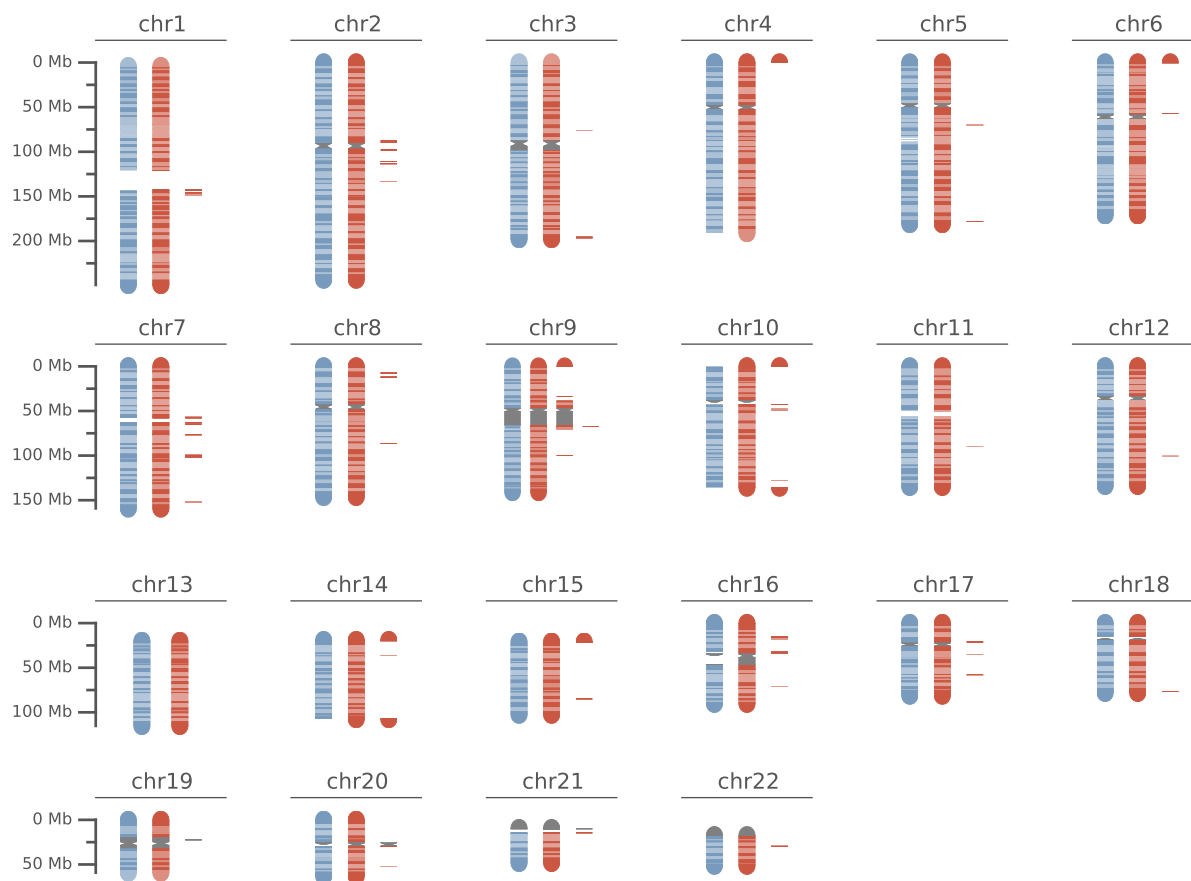 chr1 chr2 chr3 chr4 chr5 chr6
0 Mb
50 Mb
100 Mb
150 Mb
200 Mb
chr7 chr8 chr9 chr10 chr11 chr12
0 Mb
50 Mb
100 Mb
150 Mb
chr13 chr14 chr15 chr16 chr17 chr18
0 Mb
50 Mb
100 Mb
chr19 chr20 chr21 chr22
0 Mb
50 Mb